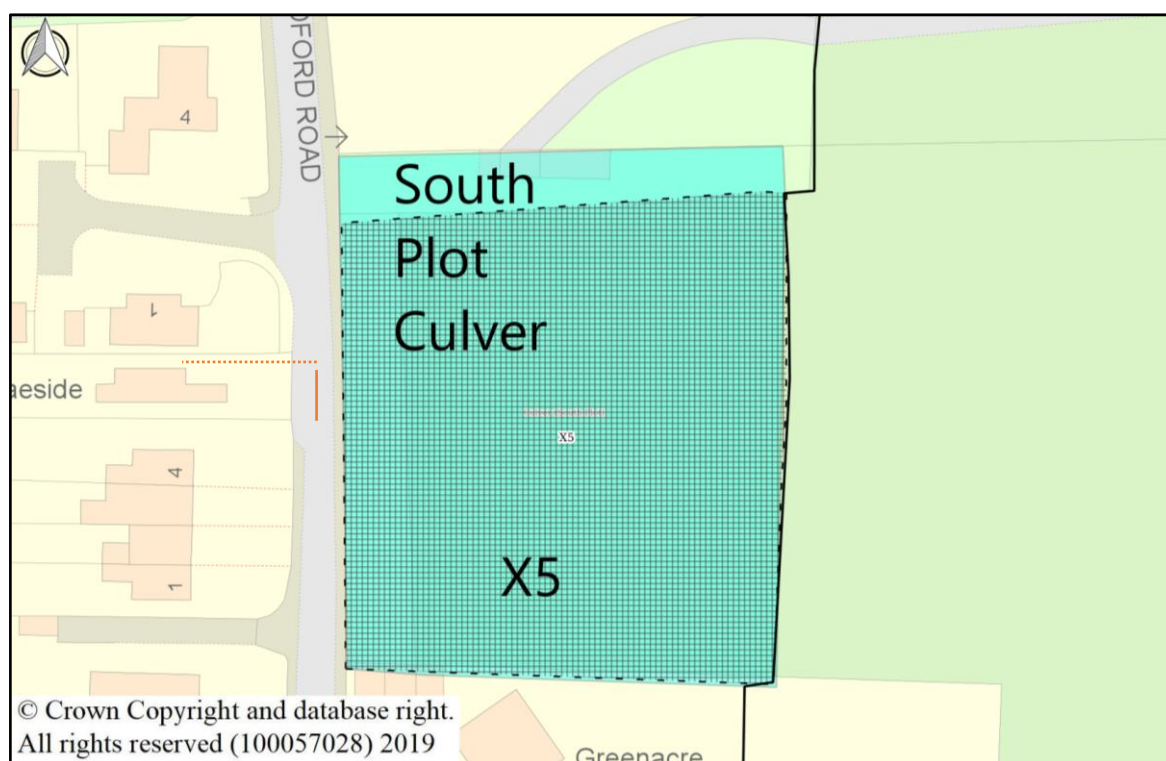 DFORD ROAD
4
South
Plot
Culver
1
aeside
X5
4
X5
1
© Crown Copyright and database right.
All rights reserved (100057028) 2019
Greenacre